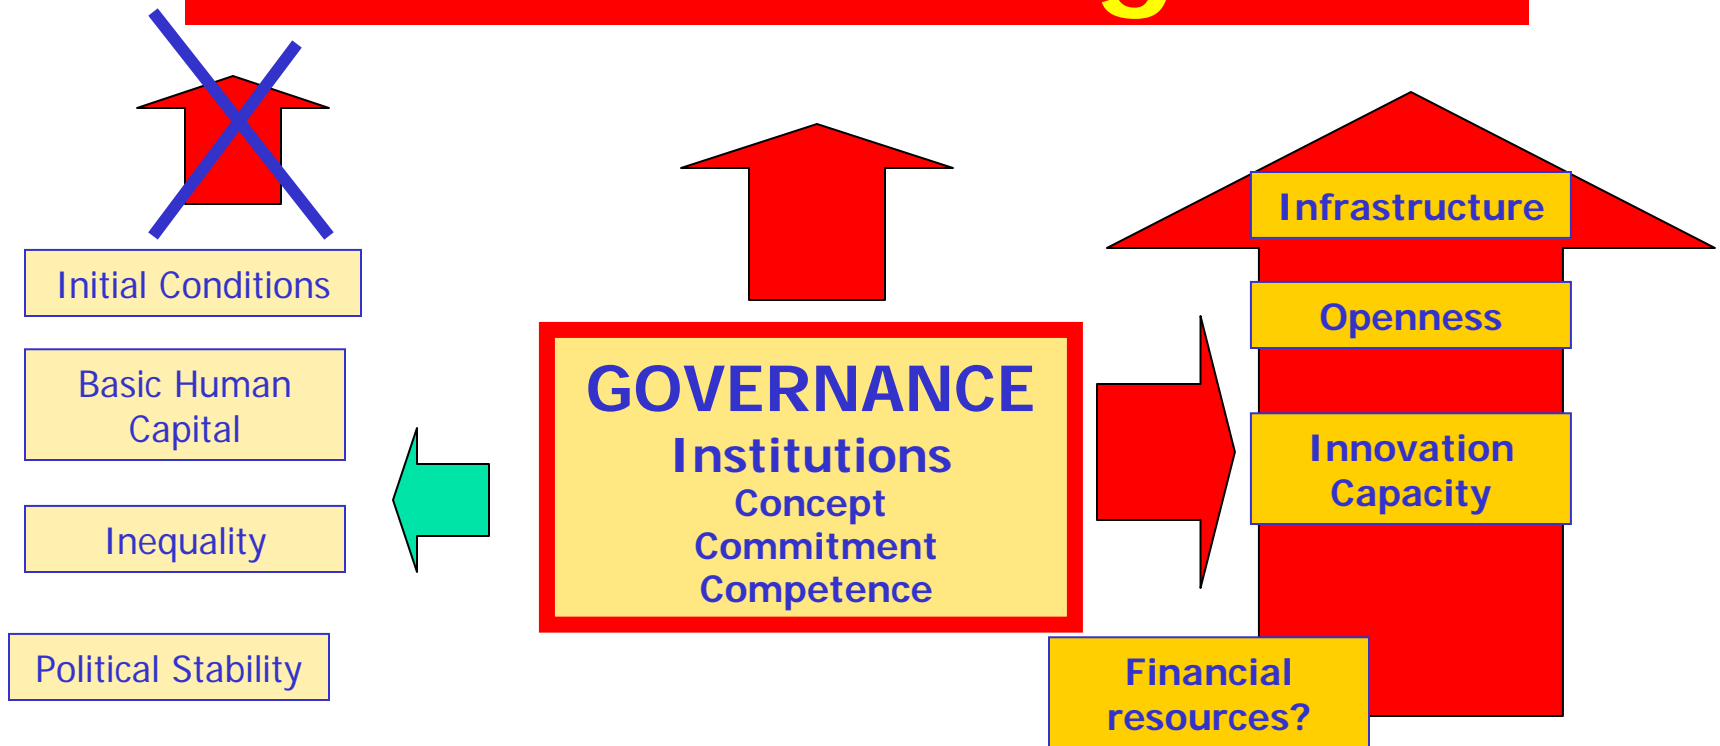 Initial Conditions
Basic Human
Capital
Inequality
Political Stability
GOVERNANCE
Institutions
Concept
Commitment
Competence
Infrastructure
Openness
Innovation
Capacity
Financial
resources?